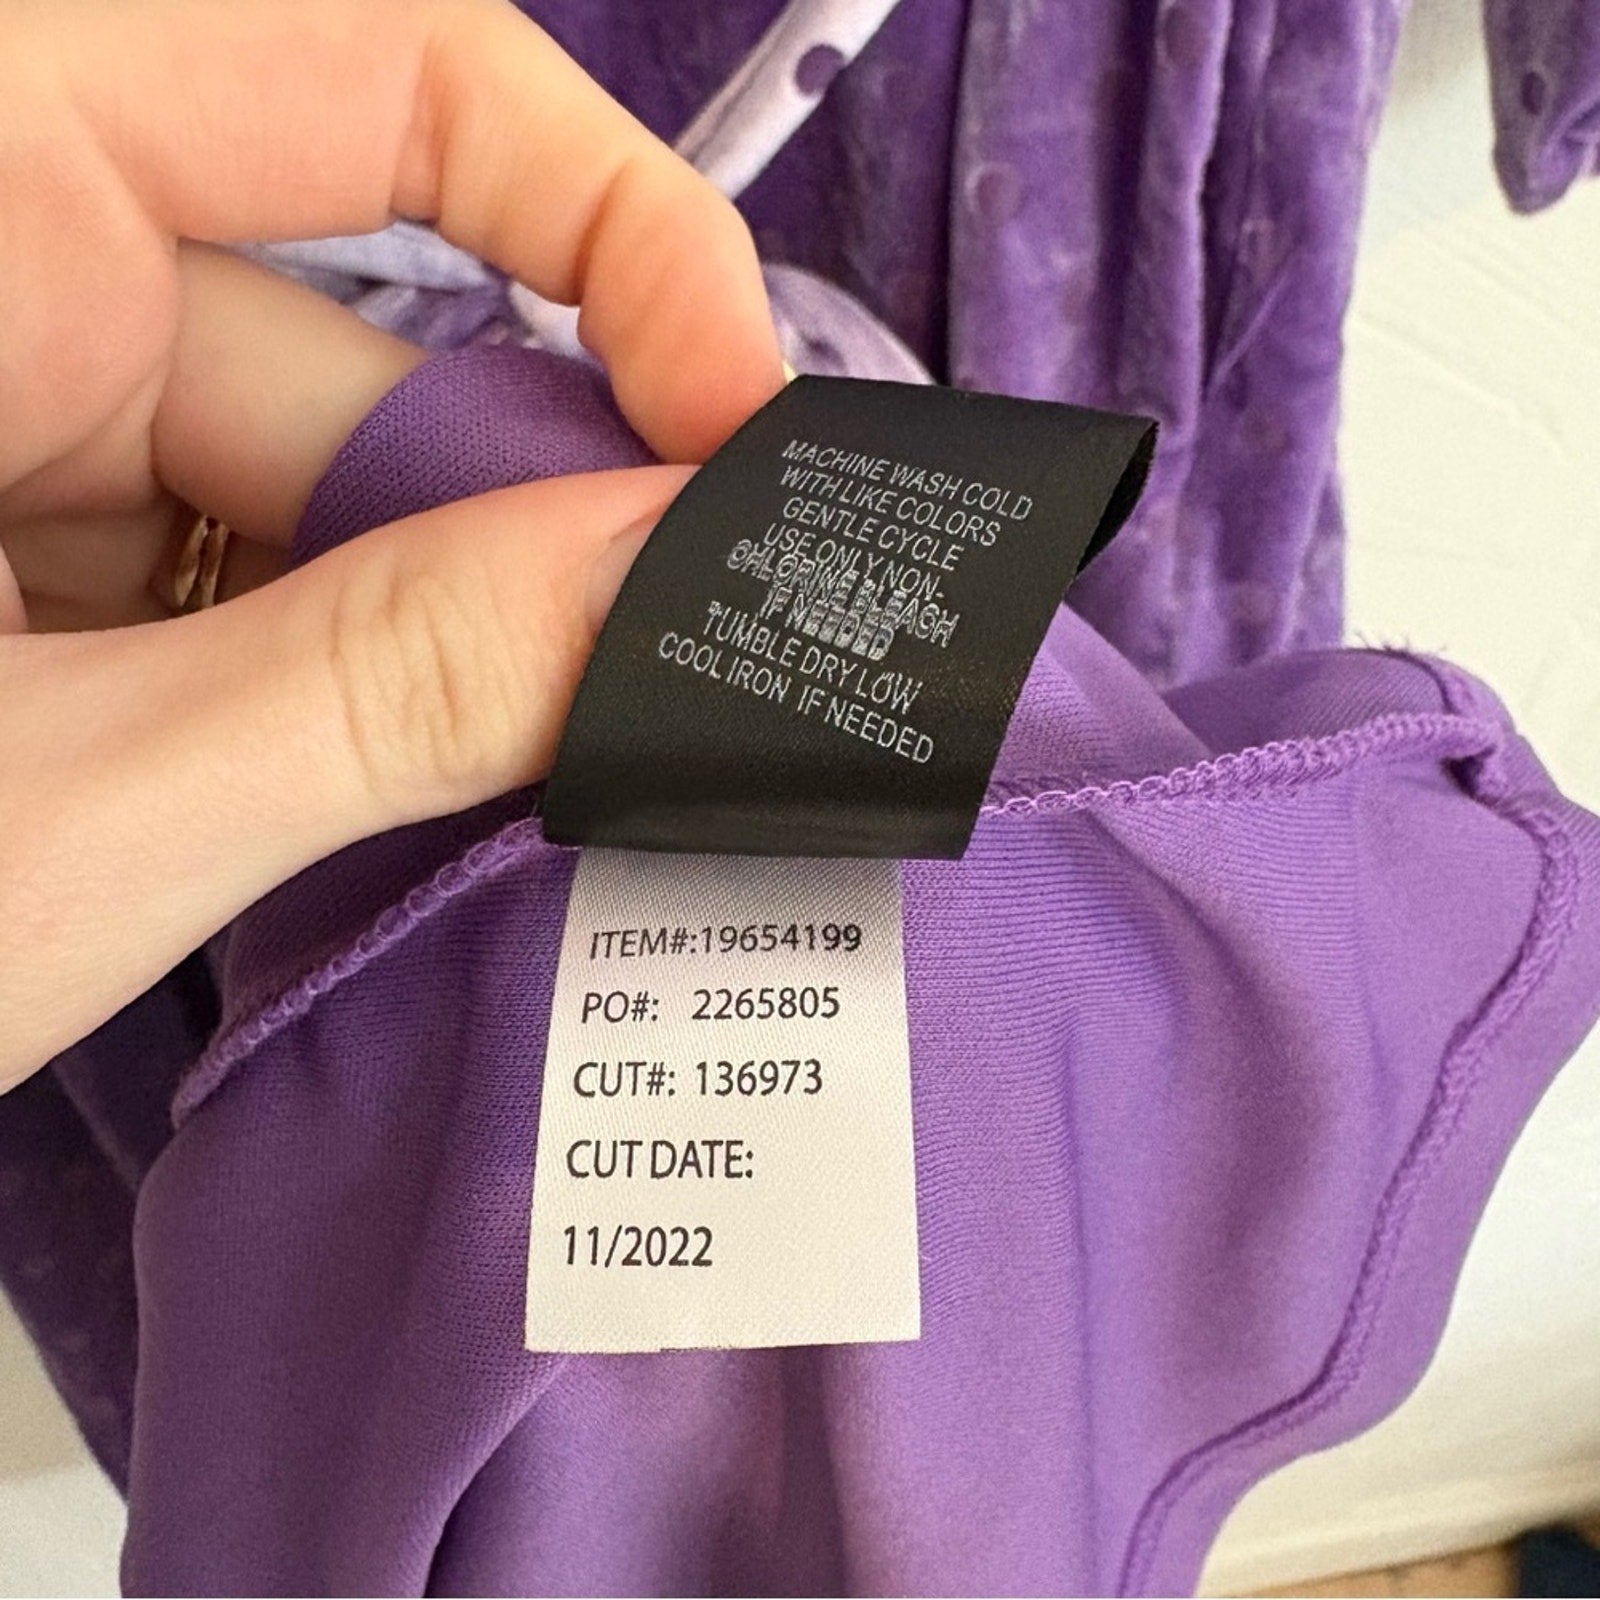 MACHINE WASH COLD
WITH LIKE COLORS
GENTLE CYCLE
USE ONLY NON-
CHLORINE BLEACH
IF NEEDED
TUMBLE DRY LOW
COOL IRON IF NEEDED
ITEM#:19654199
PO#: 2265805
CUT#: 136973
CUT DATE:
11/2022